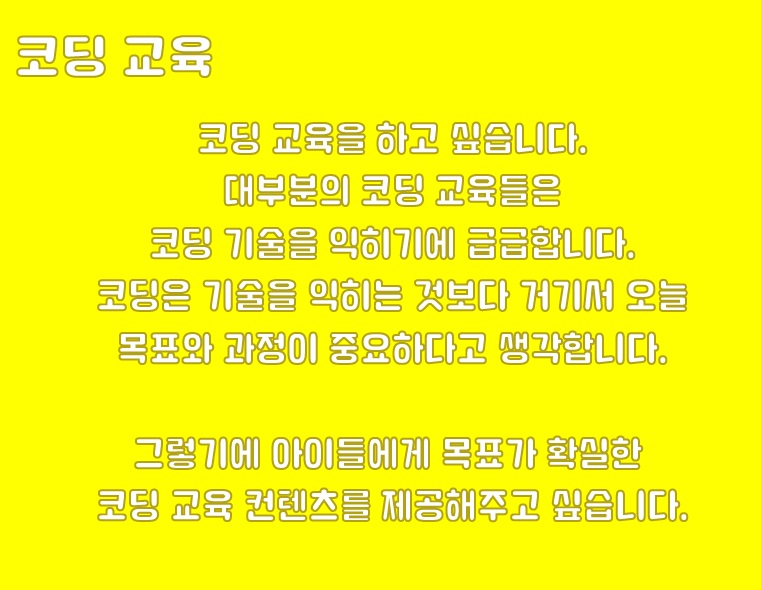 코딩 교육
코딩 교육을 하고 싶습니다.
대부분의 코딩 교육들은
코딩 기술을 익히기에 급급합니다.
코딩은 기술을 익히는 것보다 거기서 오늘
목표와 과정이 중요하다고 생각합니다.
그렇기에 아이들에게 목표가 확실한
코딩 교육 컨텐츠를 제공해주고 싶습니다.